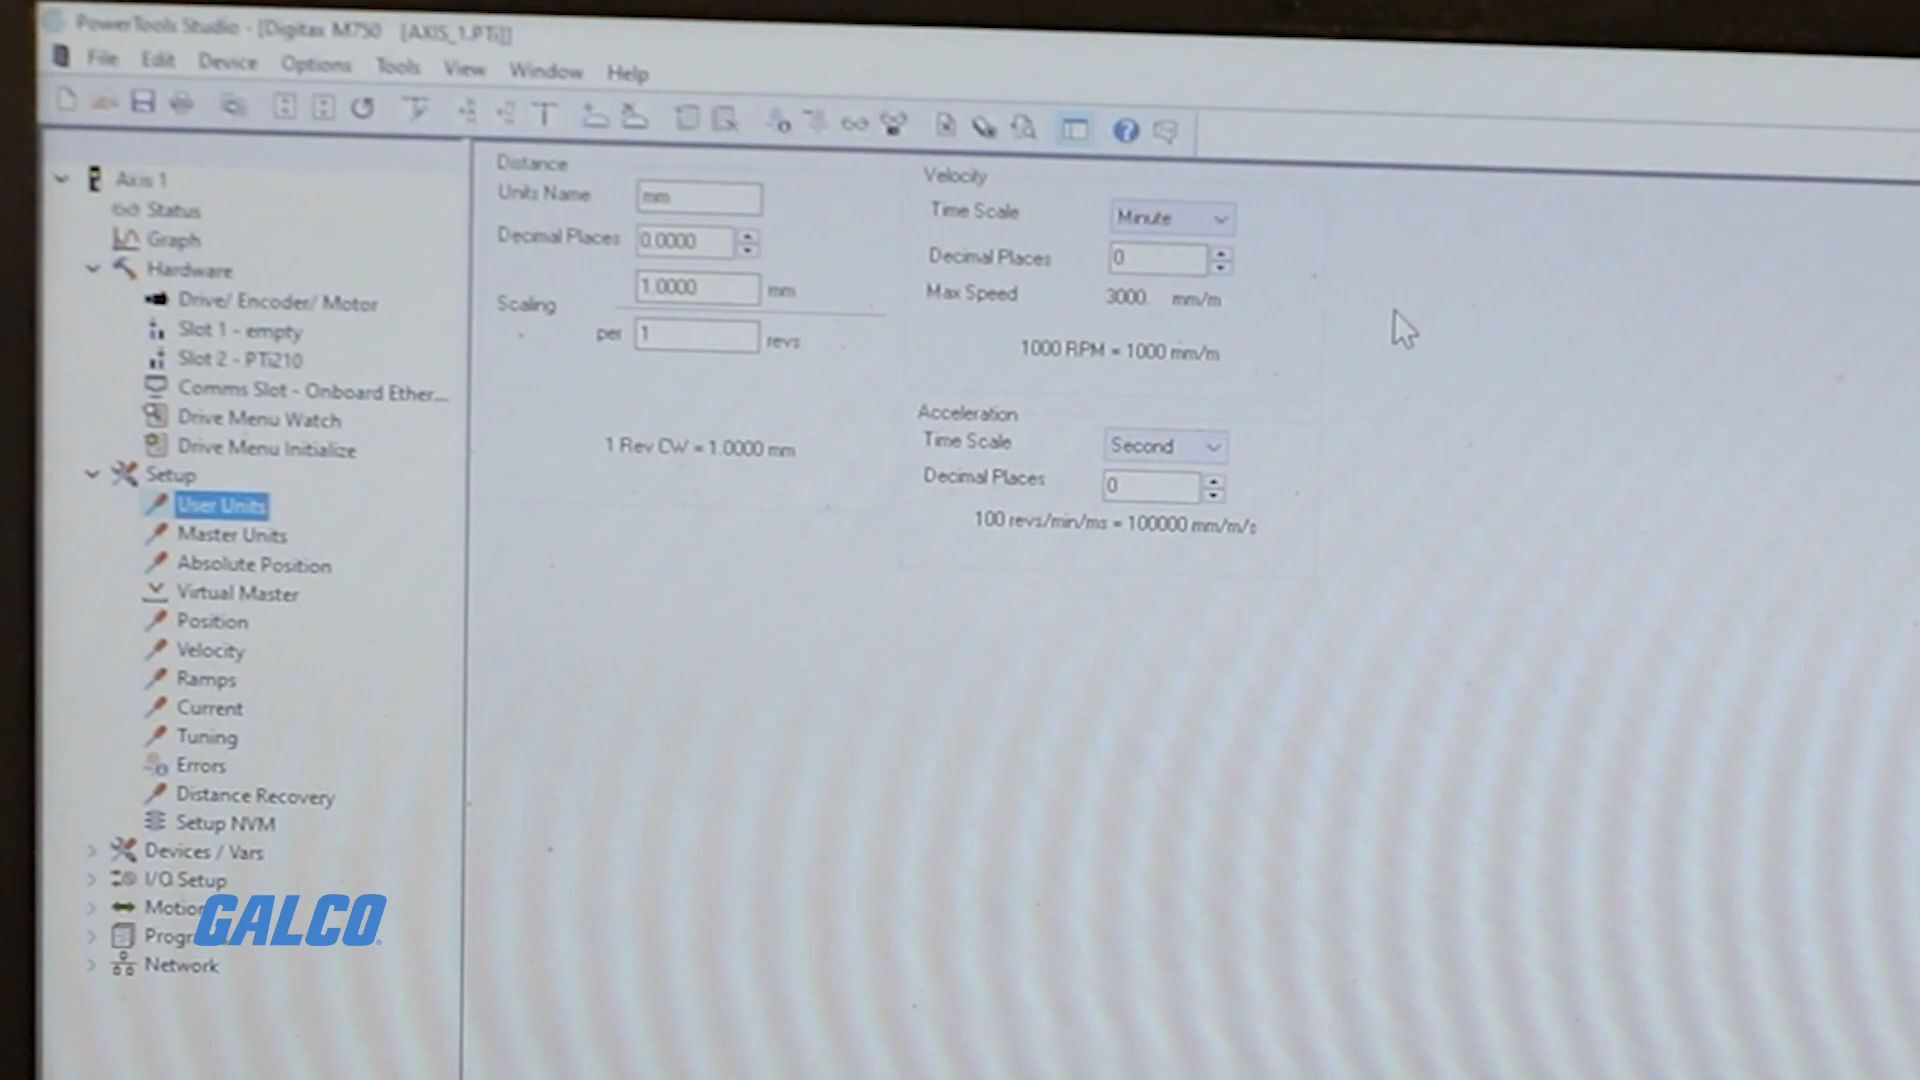 PowerTools Studio - [Digitax M750 [AXIS_1.PTi]]
File Edit Device Options Tools View Window Help
Axis 1
Status
Graph
Hardware
Drive/ Encoder/ Motor
Slot 1 - empty
Slot 2 - PTi210
Comms Slot - Onboard Ether...
Drive Menu Watch
Drive Menu Initialize
Setup
User Units
Master Units
Absolute Position
Virtual Master
Position
Velocity
Ramps
Current
Tuning
Errors
Distance Recovery
Setup NVM
Devices / Vars
I/O Setup
Motion
Progr
Network
GALCO
Distance
Units Name mm
Decimal Places 0.0000
Scaling 1.0000 mm
per 1 revs
1 Rev CW = 1.0000 mm
Velocity
Time Scale Minute
Decimal Places 0
Max Speed 3000. mm/m
1000 RPM = 1000 mm/m
Acceleration
Time Scale Second
Decimal Places 0
100 revs/min/ms = 100000 mm/m/s